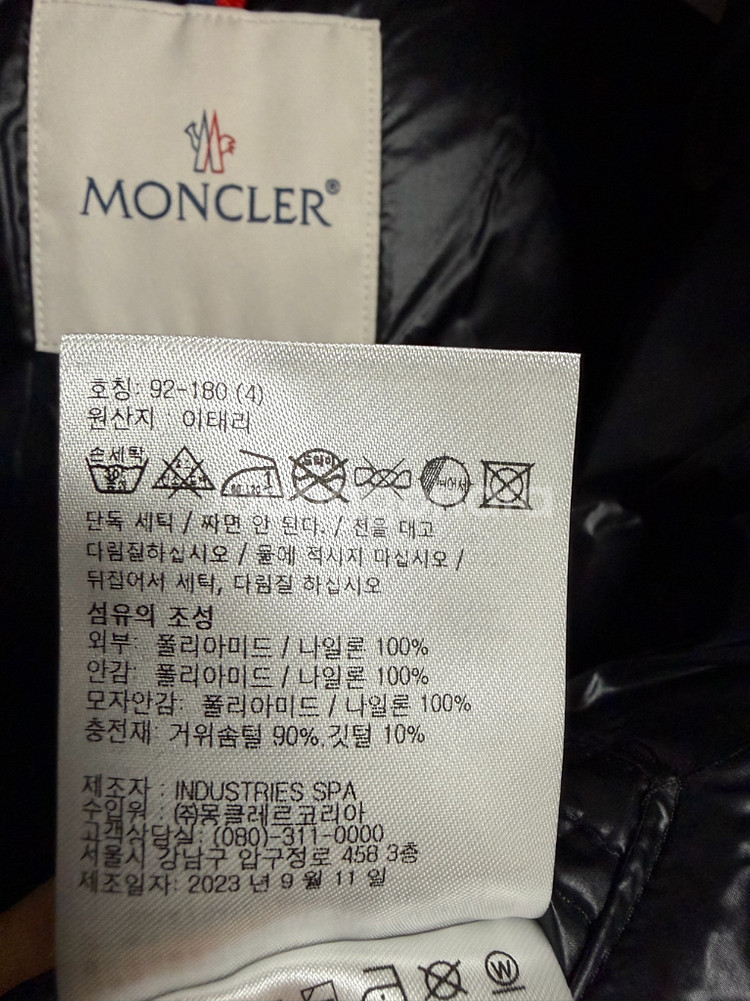 MONCLER®
호칭: 92-180 (4)
원산지 : 이태리
손세탁
단독 세틱 / 짜면 안 된다. / 천을 대고
다림질하십시오 / 물에 적시지 마십시오 /
뒤집어서 세탁, 다림질 하십시오
섬유의 조성
외부: 폴리아미드 / 나일론 100%
안감: 폴리아미드 / 나일론 100%
모자안감: 폴리아미드 / 나일론 100%
충전재: 거위솜털 90%,깃털 10%
제조자 : INDUSTRIES SPA
수입원 : ㈜몽클레르코리아
고객상담실: (080)-311-0000
서울시 강남구 압구정로 458 3층
제조일자: 2023 년 9 월 11 일
W